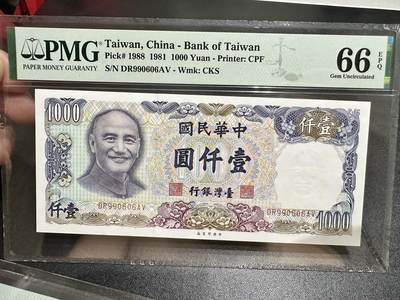 PMG
PAPER MONEY GUARANTY
Taiwan, China - Bank of Taiwan
Pick# 1988 1981 1000 Yuan - Printer: CPF
S/N DR990606AV - Wmk: CKS
66 EPQ
Gem Uncirculated
1000
中華民國
仟壹
壹仟圓
臺灣銀行
DR990606AV
DR990606AV
仟壹
1000